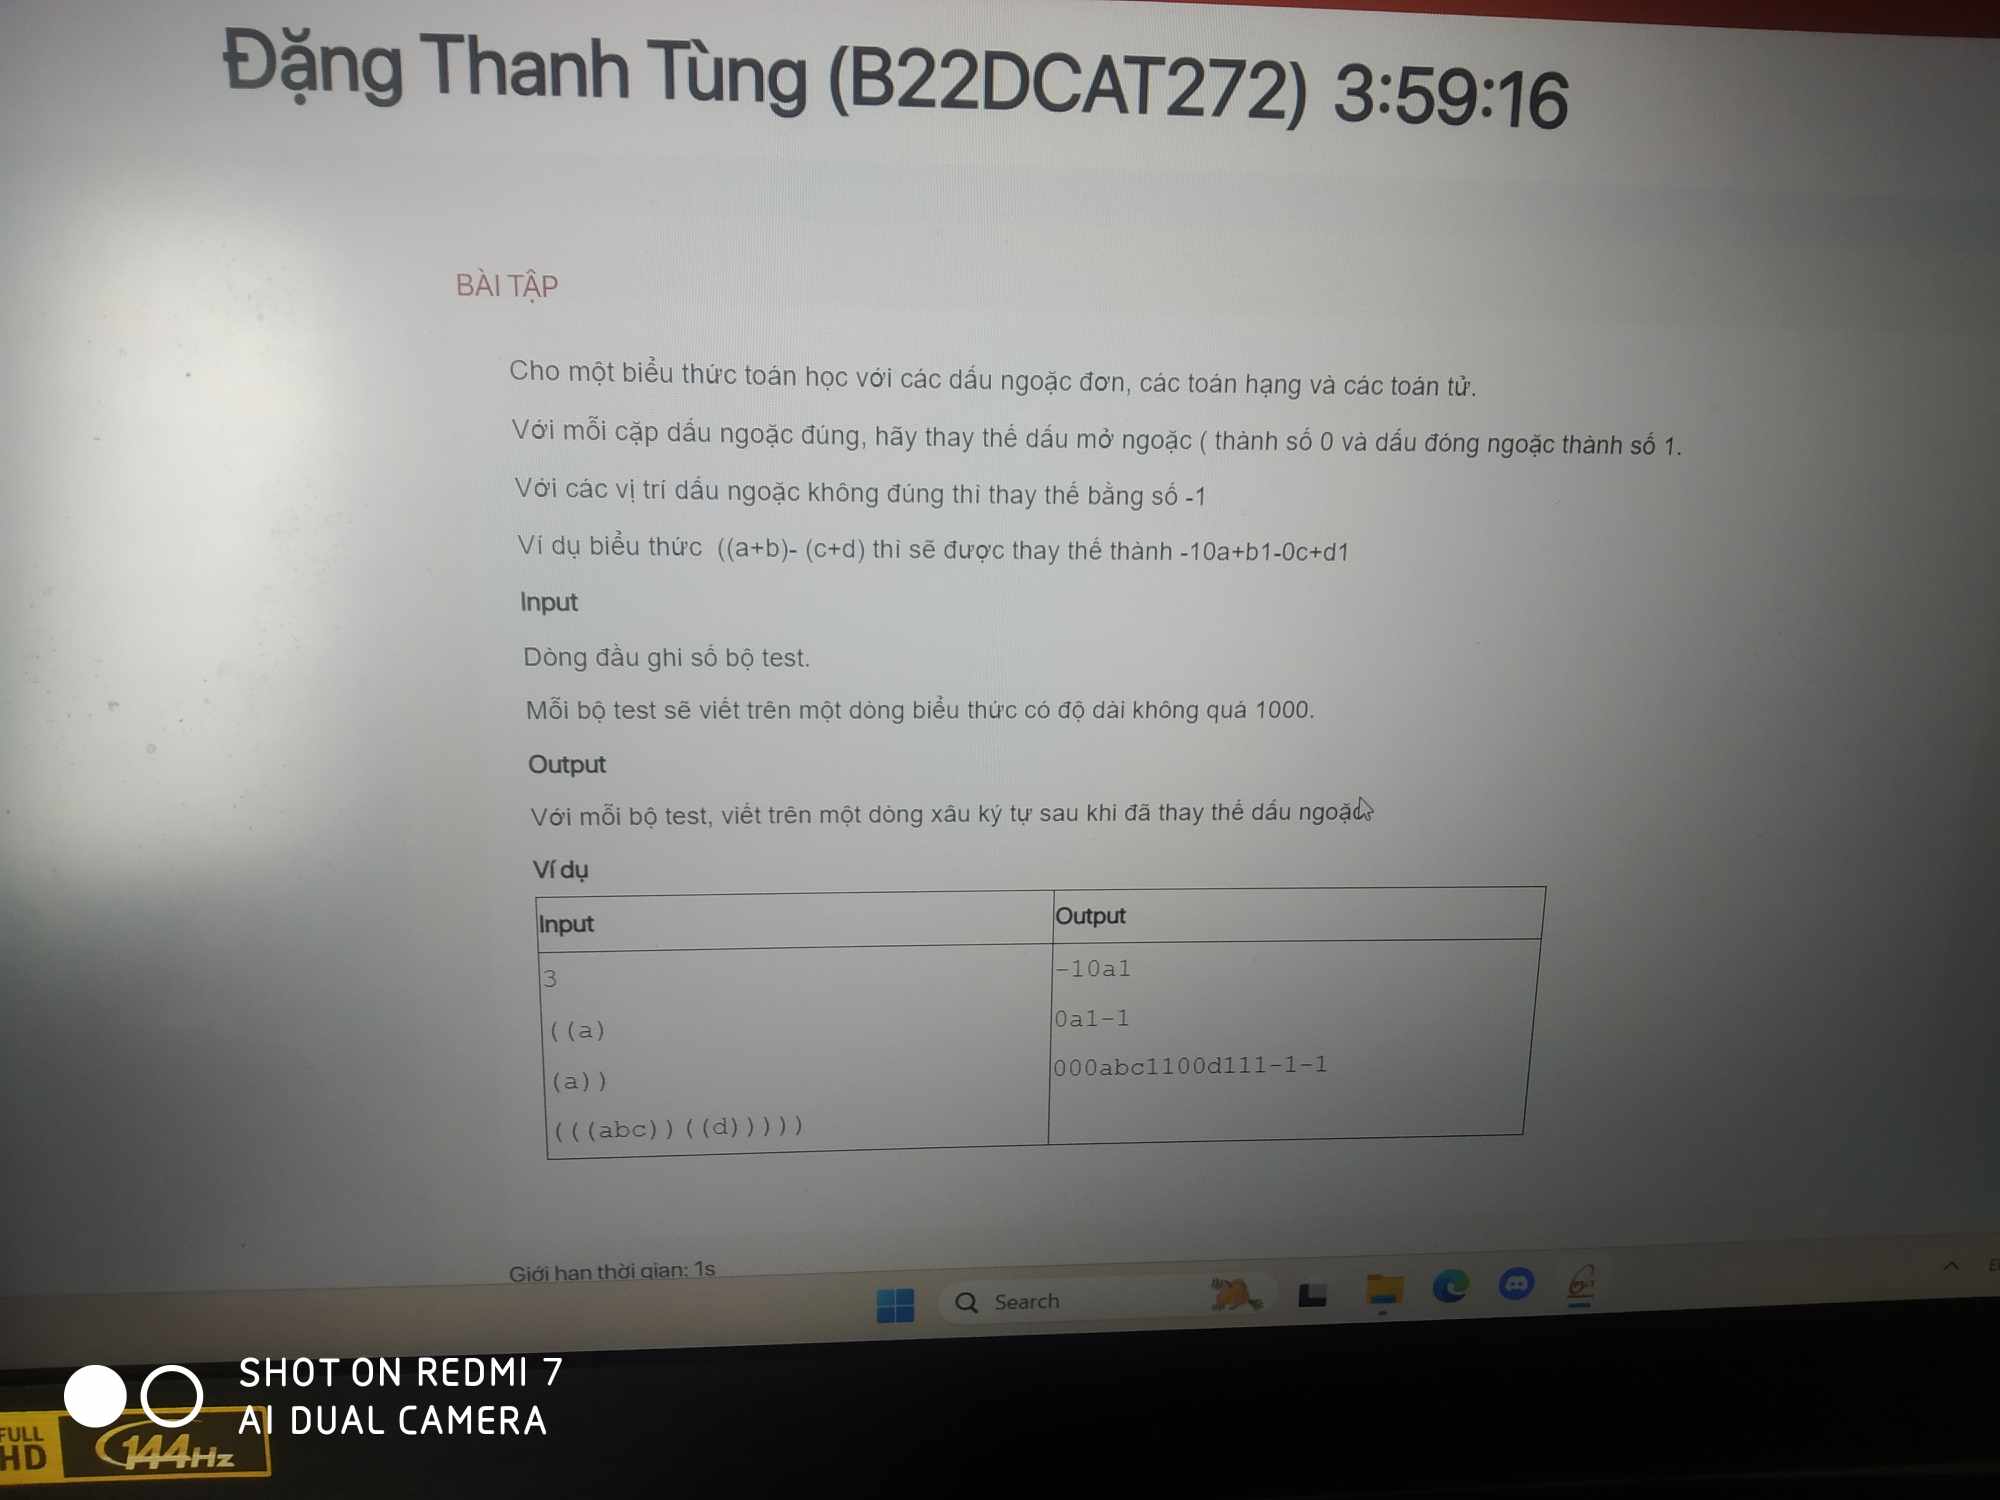 Đặng Thanh Tùng (B22DCAT272) 3:59:16
BÀI TẬP
Cho một biểu thức toán học với các dấu ngoặc đơn, các toán hạng và các toán tử.
Với mỗi cặp dấu ngoặc đúng, hãy thay thế dấu mở ngoặc ( thành số 0 và dấu đóng ngoặc thành số 1.
Với các vị trí dấu ngoặc không đúng thì thay thế bằng số -1
Ví dụ biểu thức ((a+b)- (c+d) thì sẽ được thay thế thành -10a+b1-0c+d1
Input
Dòng đầu ghi số bộ test.
Mỗi bộ test sẽ viết trên một dòng biểu thức có độ dài không quá 1000.
Output
Với mỗi bộ test, viết trên một dòng xâu ký tự sau khi đã thay thế dấu ngoặc
Ví dụ
Input Output
3
((a)
(a))
(((abc))((d)))))
-10a1
0a1-1
000abc1100d111-1-1
Giới hạn thời gian: 1s
Search
SHOT ON REDMI 7
AI DUAL CAMERA
FULL HD
144Hz